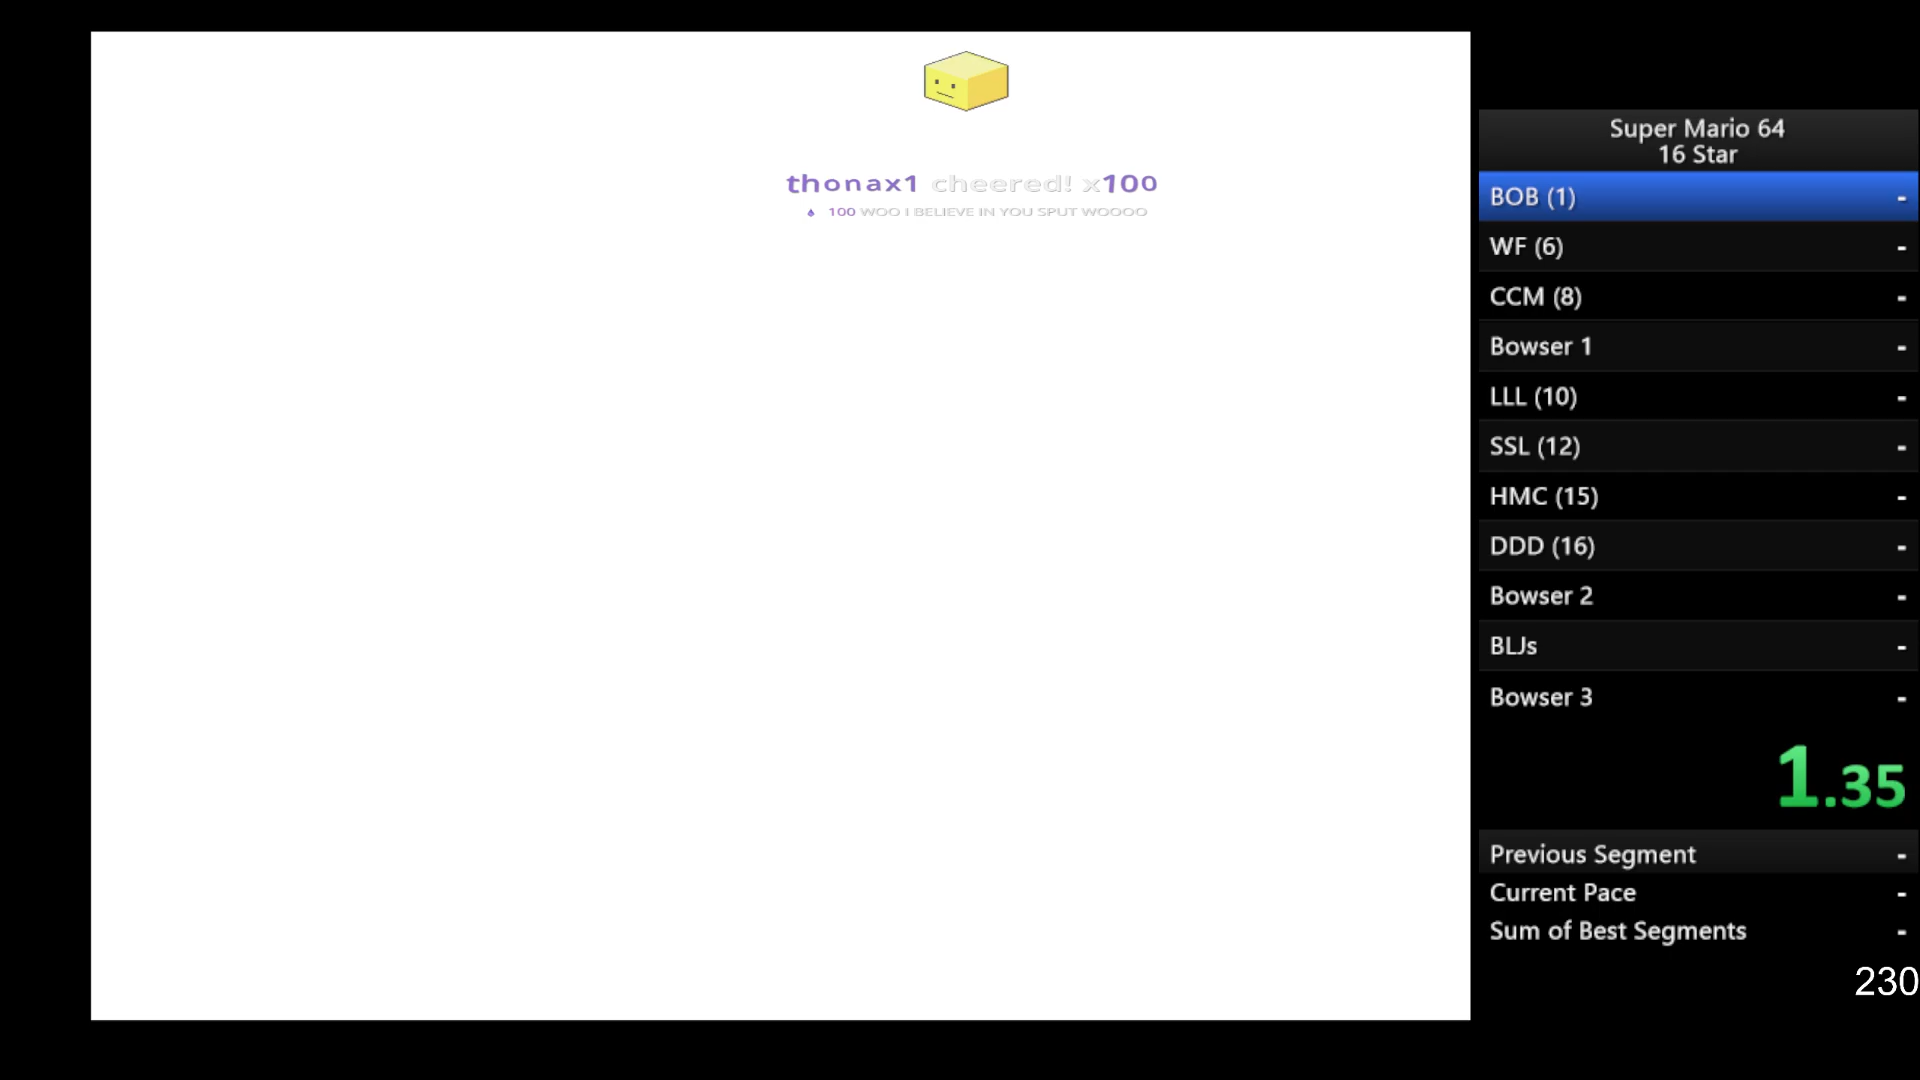 thonax1 cheered! x100
100 WOO I BELIEVE IN YOU SPUT WOOOO
Super Mario 64
16 Star
BOB (1) -
WF (6) -
CCM (8) -
Bowser 1 -
LLL (10) -
SSL (12) -
HMC (15) -
DDD (16) -
Bowser 2 -
BLJs -
Bowser 3 -
1.35
Previous Segment -
Current Pace -
Sum of Best Segments -
230